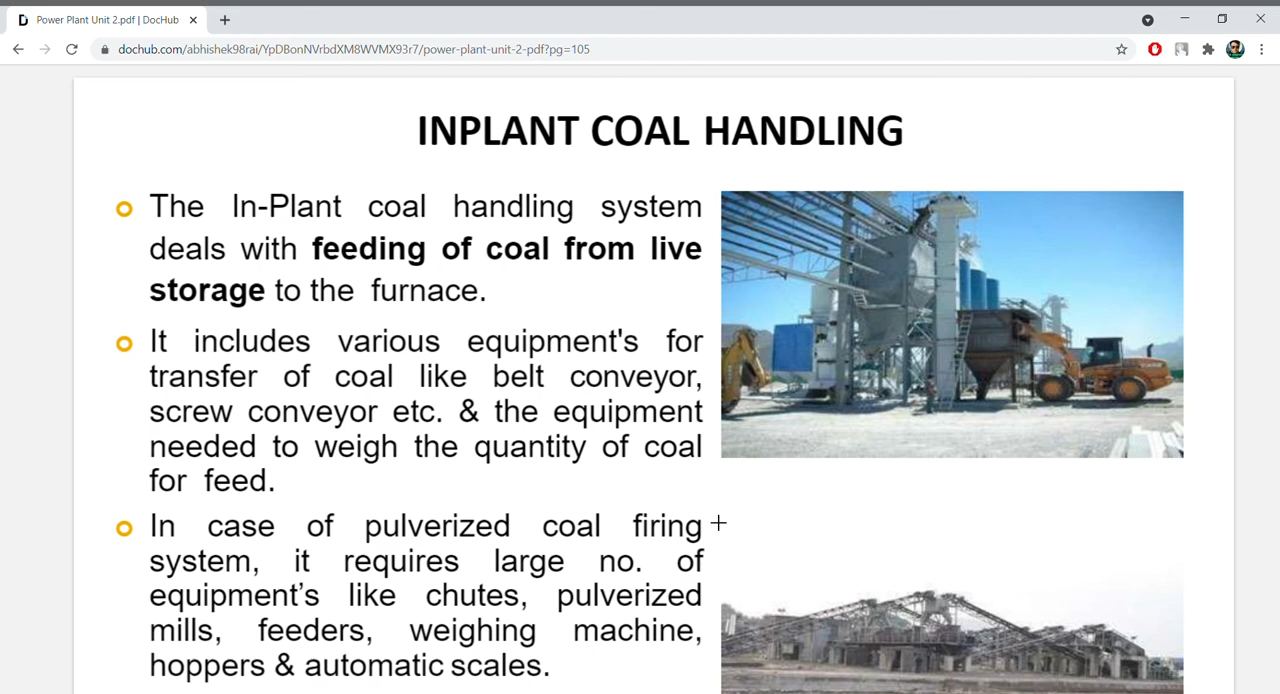 Power Plant Unit 2.pdf | DocHub
dochub.com/abhishek98rai/YpDBonNVrbdXM8WVMX93r7/power-plant-unit-2-pdf?pg=105
INPLANT COAL HANDLING
The In-Plant coal handling system
deals with feeding of coal from live
storage to the furnace.
It includes various equipment's for
transfer of coal like belt conveyor,
screw conveyor etc. & the equipment
needed to weigh the quantity of coal
for feed.
In case of pulverized coal firing
system, it requires large no. of
equipment’s like chutes, pulverized
mills, feeders, weighing machine,
hoppers & automatic scales.